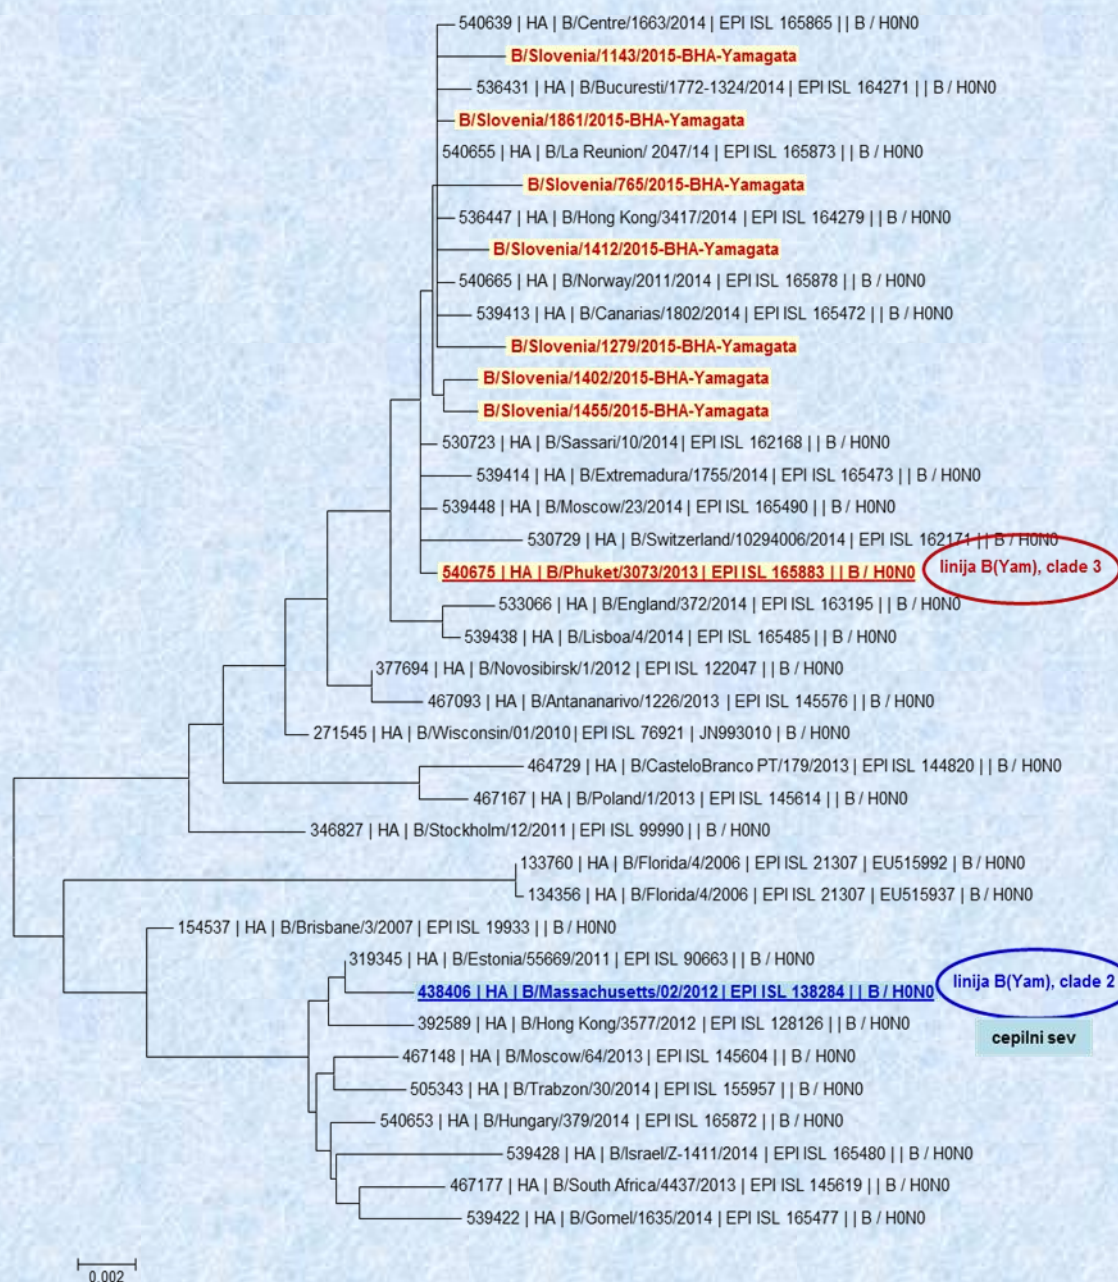 540639 | HA | B/Centre/1663/2014 | EPI ISL 165865 | | B / H0N0
B/Slovenia/1143/2015-BHA-Yamagata
536431 | HA | B/Bucuresti/1772-1324/2014 | EPI ISL 164271 | | B / H0N0
B/Slovenia/1861/2015-BHA-Yamagata
540655 | HA | B/La Reunion/ 2047/14 | EPI ISL 165873 | | B / H0N0
B/Slovenia/765/2015-BHA-Yamagata
536447 | HA | B/Hong Kong/3417/2014 | EPI ISL 164279 | | B / H0N0
B/Slovenia/1412/2015-BHA-Yamagata
540665 | HA | B/Norway/2011/2014 | EPI ISL 165878 | | B / H0N0
539413 | HA | B/Canarias/1802/2014 | EPI ISL 165472 | | B / H0N0
B/Slovenia/1279/2015-BHA-Yamagata
B/Slovenia/1402/2015-BHA-Yamagata
B/Slovenia/1455/2015-BHA-Yamagata
530723 | HA | B/Sassari/10/2014 | EPI ISL 162168 | | B / H0N0
539414 | HA | B/Extremadura/1755/2014 | EPI ISL 165473 | | B / H0N0
539448 | HA | B/Moscow/23/2014 | EPI ISL 165490 | | B / H0N0
530729 | HA | B/Switzerland/10294006/2014 | EPI ISL 162171 | | B / H0N0
540675 | HA | B/Phuket/3073/2013 | EPI ISL 165883 | | B / H0N0
linija B(Yam), clade 3
533066 | HA | B/England/372/2014 | EPI ISL 163195 | | B / H0N0
539438 | HA | B/Lisboa/4/2014 | EPI ISL 165485 | | B / H0N0
377694 | HA | B/Novosibirsk/1/2012 | EPI ISL 122047 | | B / H0N0
467093 | HA | B/Antananarivo/1226/2013 | EPI ISL 145576 | | B / H0N0
271545 | HA | B/Wisconsin/01/2010 | EPI ISL 76921 | JN993010 | B / H0N0
464729 | HA | B/CasteloBranco PT/179/2013 | EPI ISL 144820 | | B / H0N0
467167 | HA | B/Poland/1/2013 | EPI ISL 145614 | | B / H0N0
346827 | HA | B/Stockholm/12/2011 | EPI ISL 99990 | | B / H0N0
133760 | HA | B/Florida/4/2006 | EPI ISL 21307 | EU515992 | B / H0N0
134356 | HA | B/Florida/4/2006 | EPI ISL 21307 | EU515937 | B / H0N0
154537 | HA | B/Brisbane/3/2007 | EPI ISL 19933 | | B / H0N0
319345 | HA | B/Estonia/55669/2011 | EPI ISL 90663 | | B / H0N0
438406 | HA | B/Massachusetts/02/2012 | EPI ISL 138284 | | B / H0N0
linija B(Yam), clade 2
392589 | HA | B/Hong Kong/3577/2012 | EPI ISL 128126 | | B / H0N0
cepilni sev
467148 | HA | B/Moscow/64/2013 | EPI ISL 145604 | | B / H0N0
505343 | HA | B/Trabzon/30/2014 | EPI ISL 155957 | | B / H0N0
540653 | HA | B/Hungary/379/2014 | EPI ISL 165872 | | B / H0N0
539428 | HA | B/Israel/Z-1411/2014 | EPI ISL 165480 | | B / H0N0
467177 | HA | B/South Africa/4437/2013 | EPI ISL 145619 | | B / H0N0
539422 | HA | B/Gomel/1635/2014 | EPI ISL 165477 | | B / H0N0
0.002